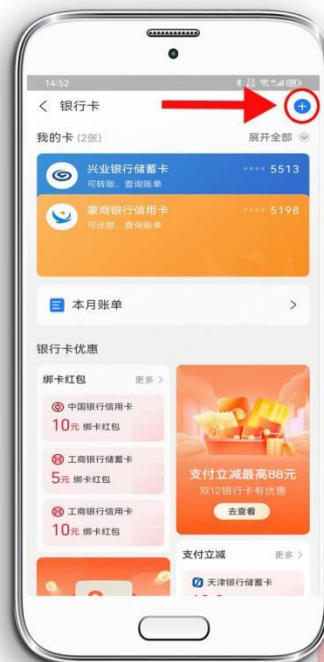 14:52
银行卡
我的卡 (2张)
展开全部
兴业银行储蓄卡
**** 5513
可转账、查询账单
蒙商银行信用卡
**** 5198
可还款、查询账单
本月账单
银行卡优惠
绑卡红包
更多
中国银行信用卡
10元 绑卡红包
工商银行储蓄卡
5元 绑卡红包
工商银行信用卡
10元 绑卡红包
支付立减最高88元
双12银行卡有优惠
去查看
支付立减
更多
天津银行储蓄卡